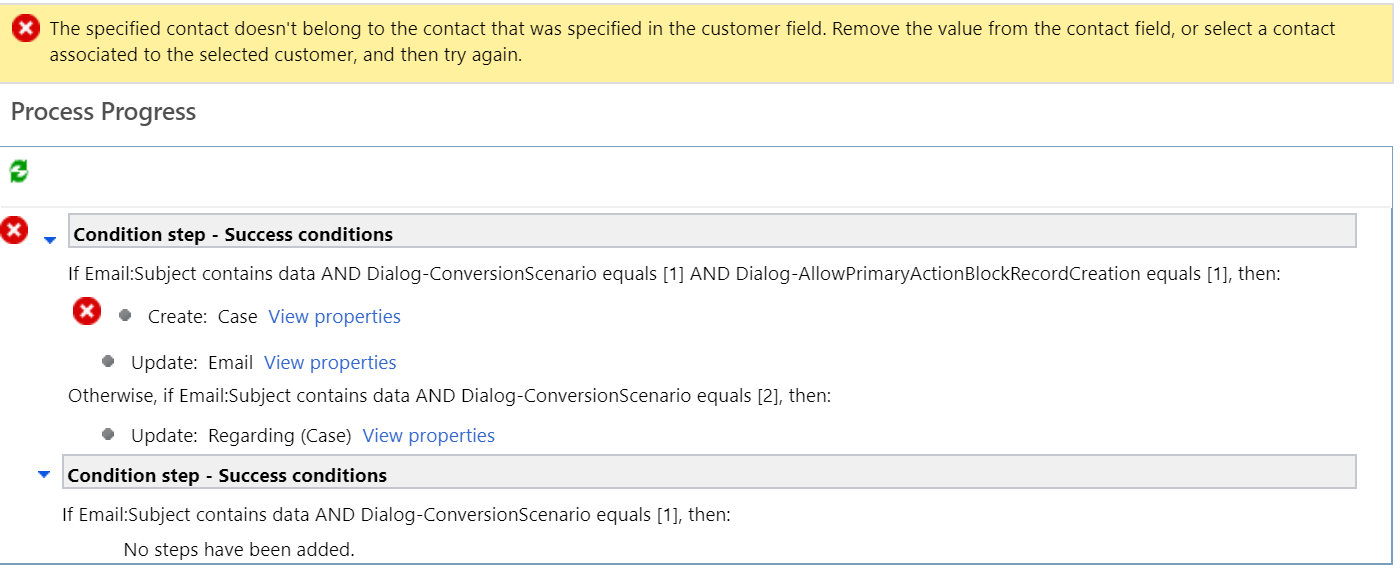 The specified contact doesn't belong to the contact that was specified in the customer field. Remove the value from the contact field, or select a contact
associated to the selected customer, and then try again.
Process Progress
Condition step - Success conditions
If Email:Subject contains data AND Dialog-ConversionScenario equals [1] AND Dialog-AllowPrimaryActionBlockRecordCreation equals [1], then:
Create: Case View properties
Update: Email View properties
Otherwise, if Email:Subject contains data AND Dialog-ConversionScenario equals [2], then:
Update: Regarding (Case) View properties
Condition step - Success conditions
If Email:Subject contains data AND Dialog-ConversionScenario equals [1], then:
No steps have been added.